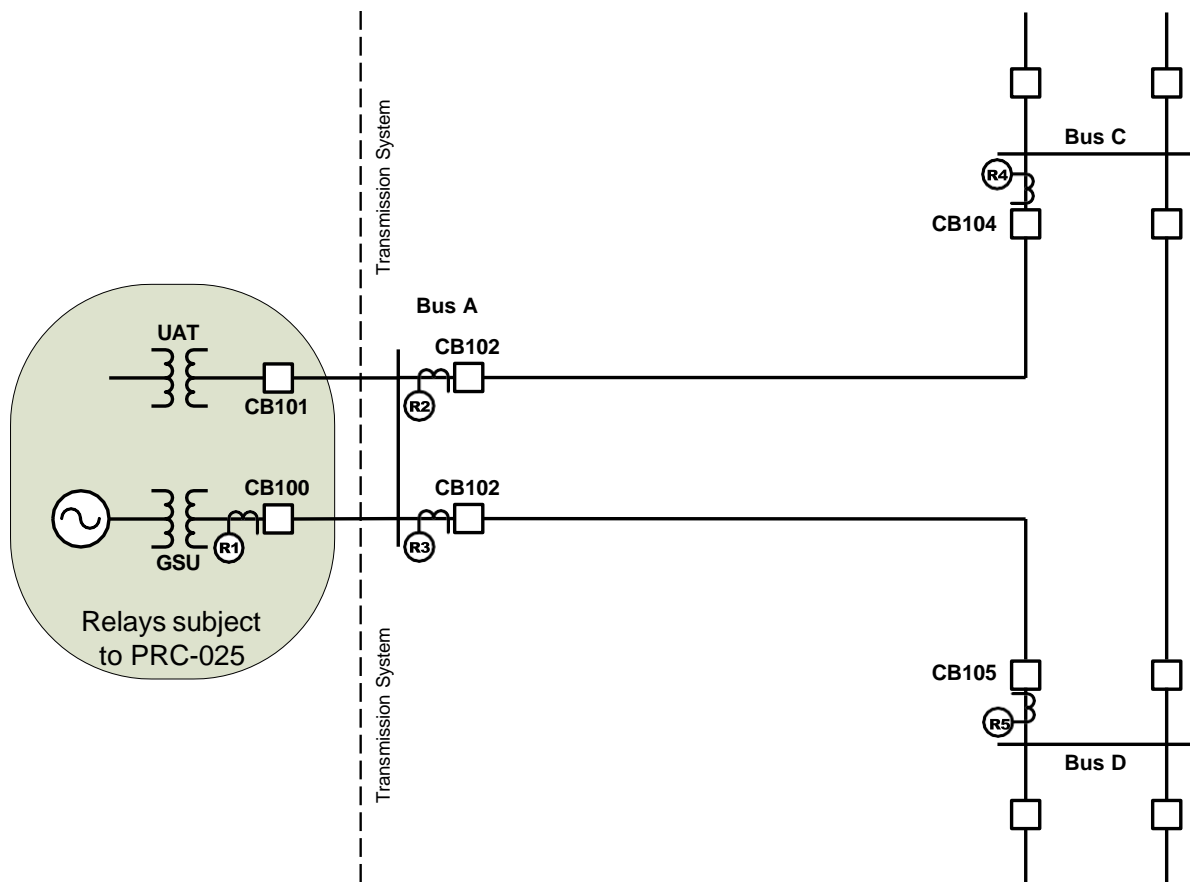 Transmission System
Bus C
R4
CB104
Bus A
UAT
CB102
CB101
R2
CB100
CB102
R1
R3
GSU
Relays subject
to PRC-025
Transmission System
CB105
R5
Bus D